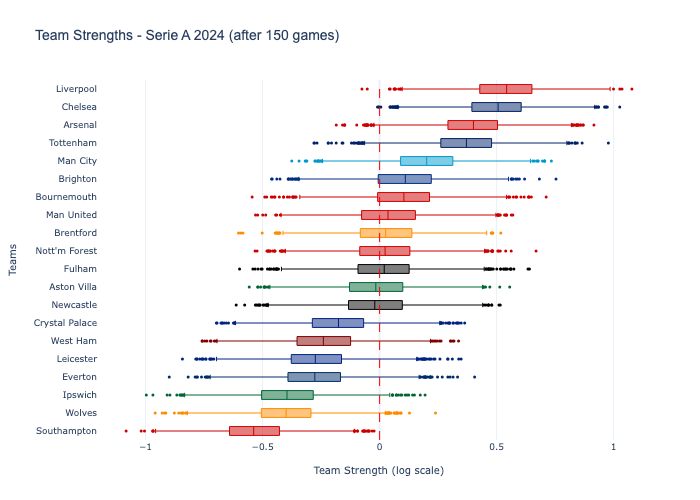 Team Strengths - Serie A 2024 (after 150 games)
Liverpool
Chelsea
Arsenal
Tottenham
Man City
Brighton
Bournemouth
Man United
Brentford
Nott'm Forest
Fulham
Aston Villa
Newcastle
Crystal Palace
West Ham
Leicester
Everton
Ipswich
Wolves
Southampton
Teams
−1 −0.5 0 0.5 1
Team Strength (log scale)